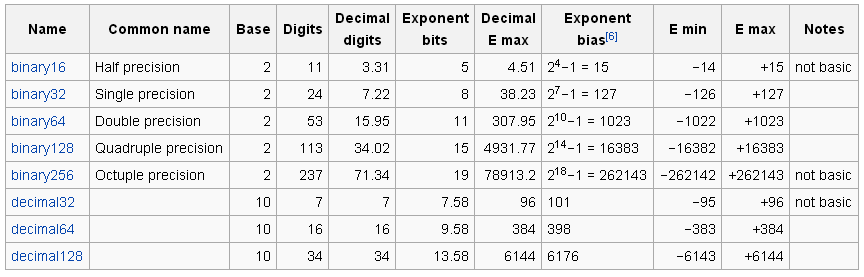 Name Common name Base Digits Decimal digits Exponent bits Decimal E max Exponent bias[6] E min E max Notes
binary16 Half precision 2 11 3.31 5 4.51 2⁴−1 = 15 −14 +15 not basic
binary32 Single precision 2 24 7.22 8 38.23 2⁷−1 = 127 −126 +127
binary64 Double precision 2 53 15.95 11 307.95 2¹⁰−1 = 1023 −1022 +1023
binary128 Quadruple precision 2 113 34.02 15 4931.77 2¹⁴−1 = 16383 −16382 +16383
binary256 Octuple precision 2 237 71.34 19 78913.2 2¹⁸−1 = 262143 −262142 +262143 not basic
decimal32 10 7 7 7.58 96 101 −95 +96 not basic
decimal64 10 16 16 9.58 384 398 −383 +384
decimal128 10 34 34 13.58 6144 6176 −6143 +6144